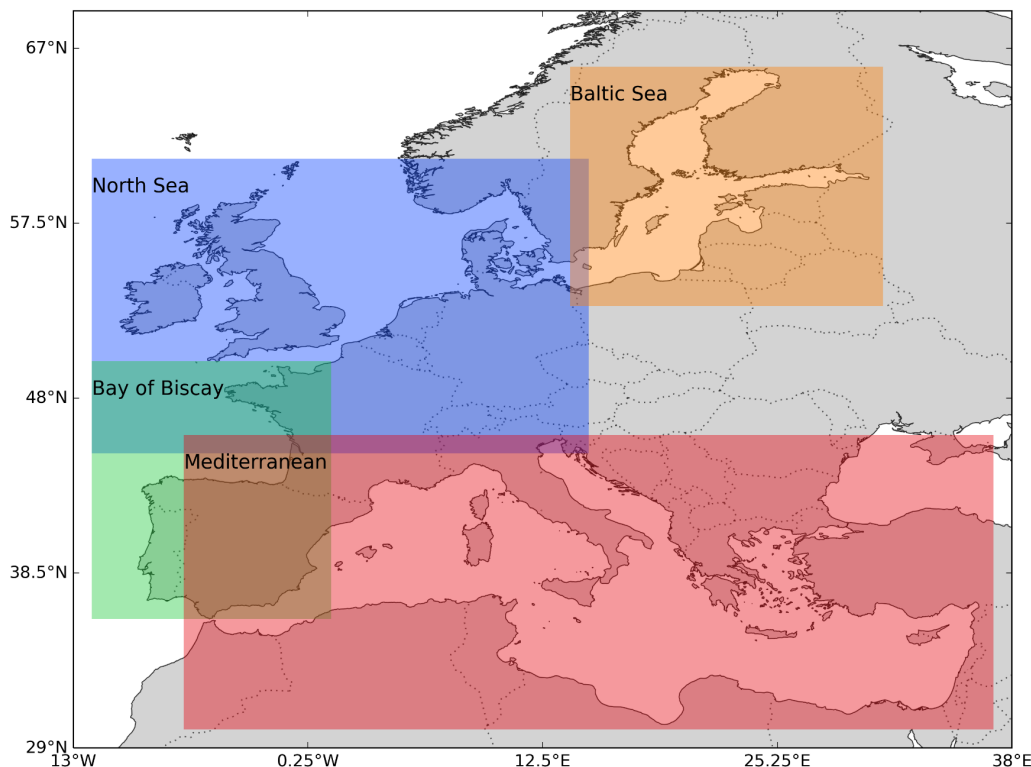 67°N
Baltic Sea
North Sea
57.5°N
Bay of Biscay
48°N
Mediterranean
38.5°N
29°N
13°W
0.25°W
12.5°E
25.25°E
38°E